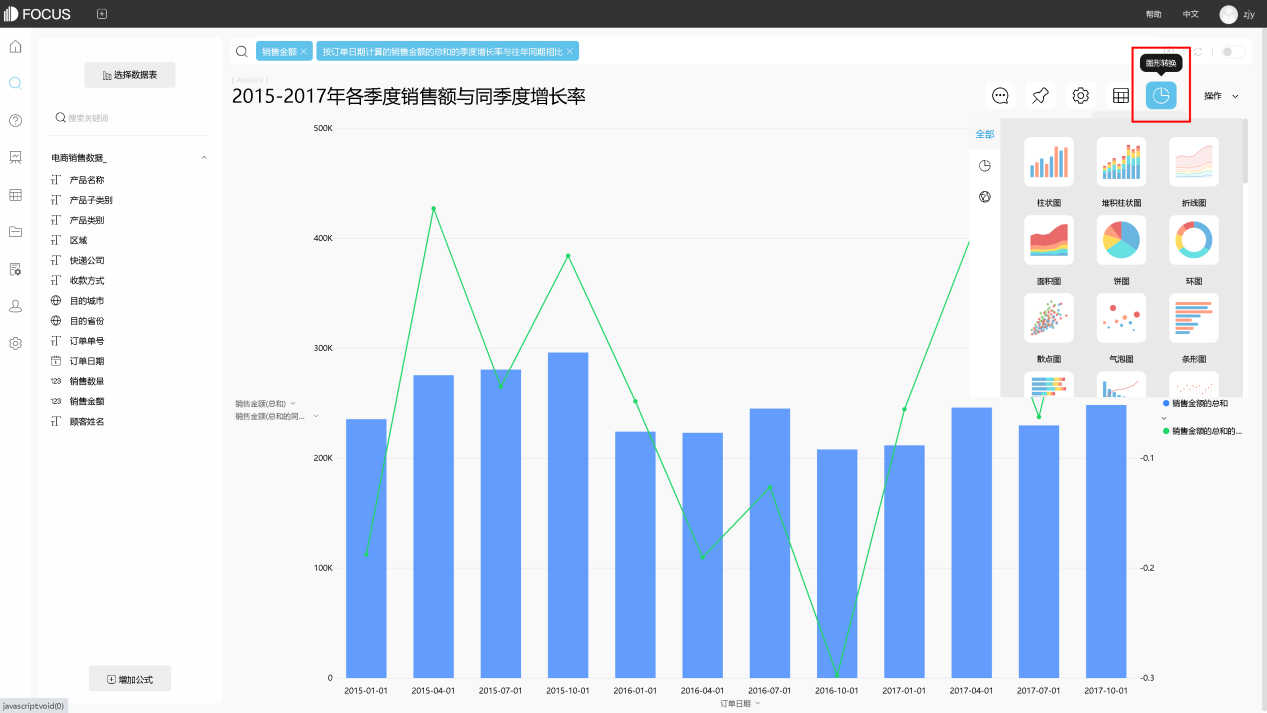 FOCUS
帮助
中文
zjy
选择数据表
搜索关键词
电商销售数据_
产品名称
产品子类别
产品类别
区域
快递公司
收款方式
目的城市
目的省份
订单单号
订单日期
123 销售数量
123 销售金额
顾客姓名
增加公式
javascript:void(0)
销售金额 ×
按订单日期计算的销售金额的总和的季度增长率与往年同期相比 ×
[ ANSWER ]
2015-2017年各季度销售额与同季度增长率
图形转换
操作
全部
柱状图
堆积柱状图
折线图
面积图
饼图
环图
散点图
气泡图
条形图
500K
400K
300K
200K
100K
0
销售金额(总和)
销售金额(总和的同...
-0.1
-0.2
-0.3
销售金额的总和
销售金额的总和的...
2015-01-01
2015-04-01
2015-07-01
2015-10-01
2016-01-01
2016-04-01
2016-07-01
2016-10-01
2017-01-01
2017-04-01
2017-07-01
2017-10-01
订单日期